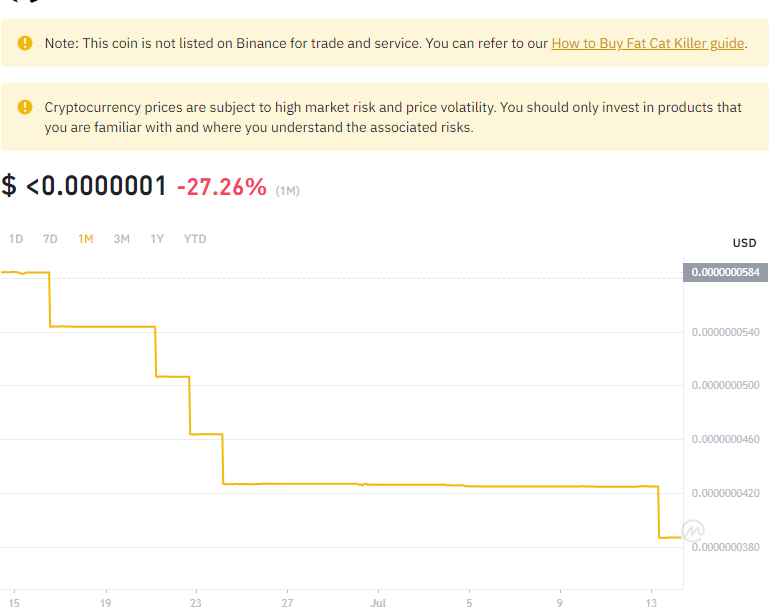 Note: This coin is not listed on Binance for trade and service. You can refer to our How to Buy Fat Cat Killer guide.
Cryptocurrency prices are subject to high market risk and price volatility. You should only invest in products that
you are familiar with and where you understand the associated risks.
$ <0.0000001 -27.26% (1M)
1D 7D 1M 3M 1Y YTD
USD
0.0000000584
0.0000000540
0.0000000500
0.0000000460
0.0000000420
0.0000000380
15 19 23 27 Jul 5 9 13